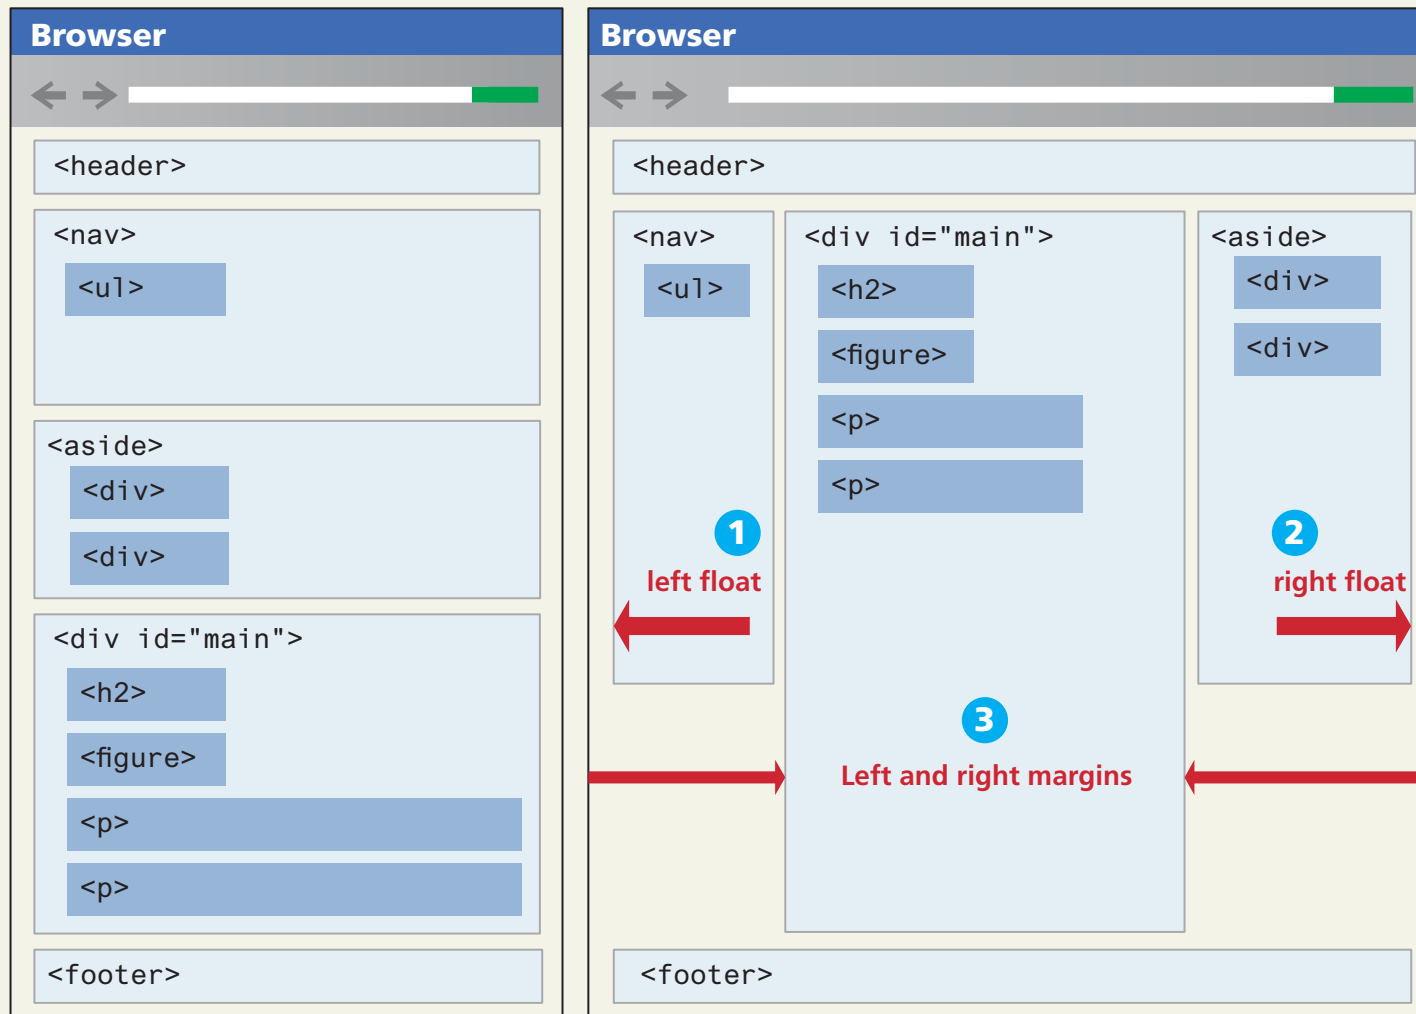 Browser
<header>
<nav>
<ul>
<aside>
<div>
<div>
<div id="main">
<h2>
<figure>
<p>
<p>
<footer>
Browser
<header>
<nav>
<ul>
<div id="main">
<h2>
<figure>
<p>
<p>
<aside>
<div>
<div>
1
left float
2
right float
3
Left and right margins
<footer>